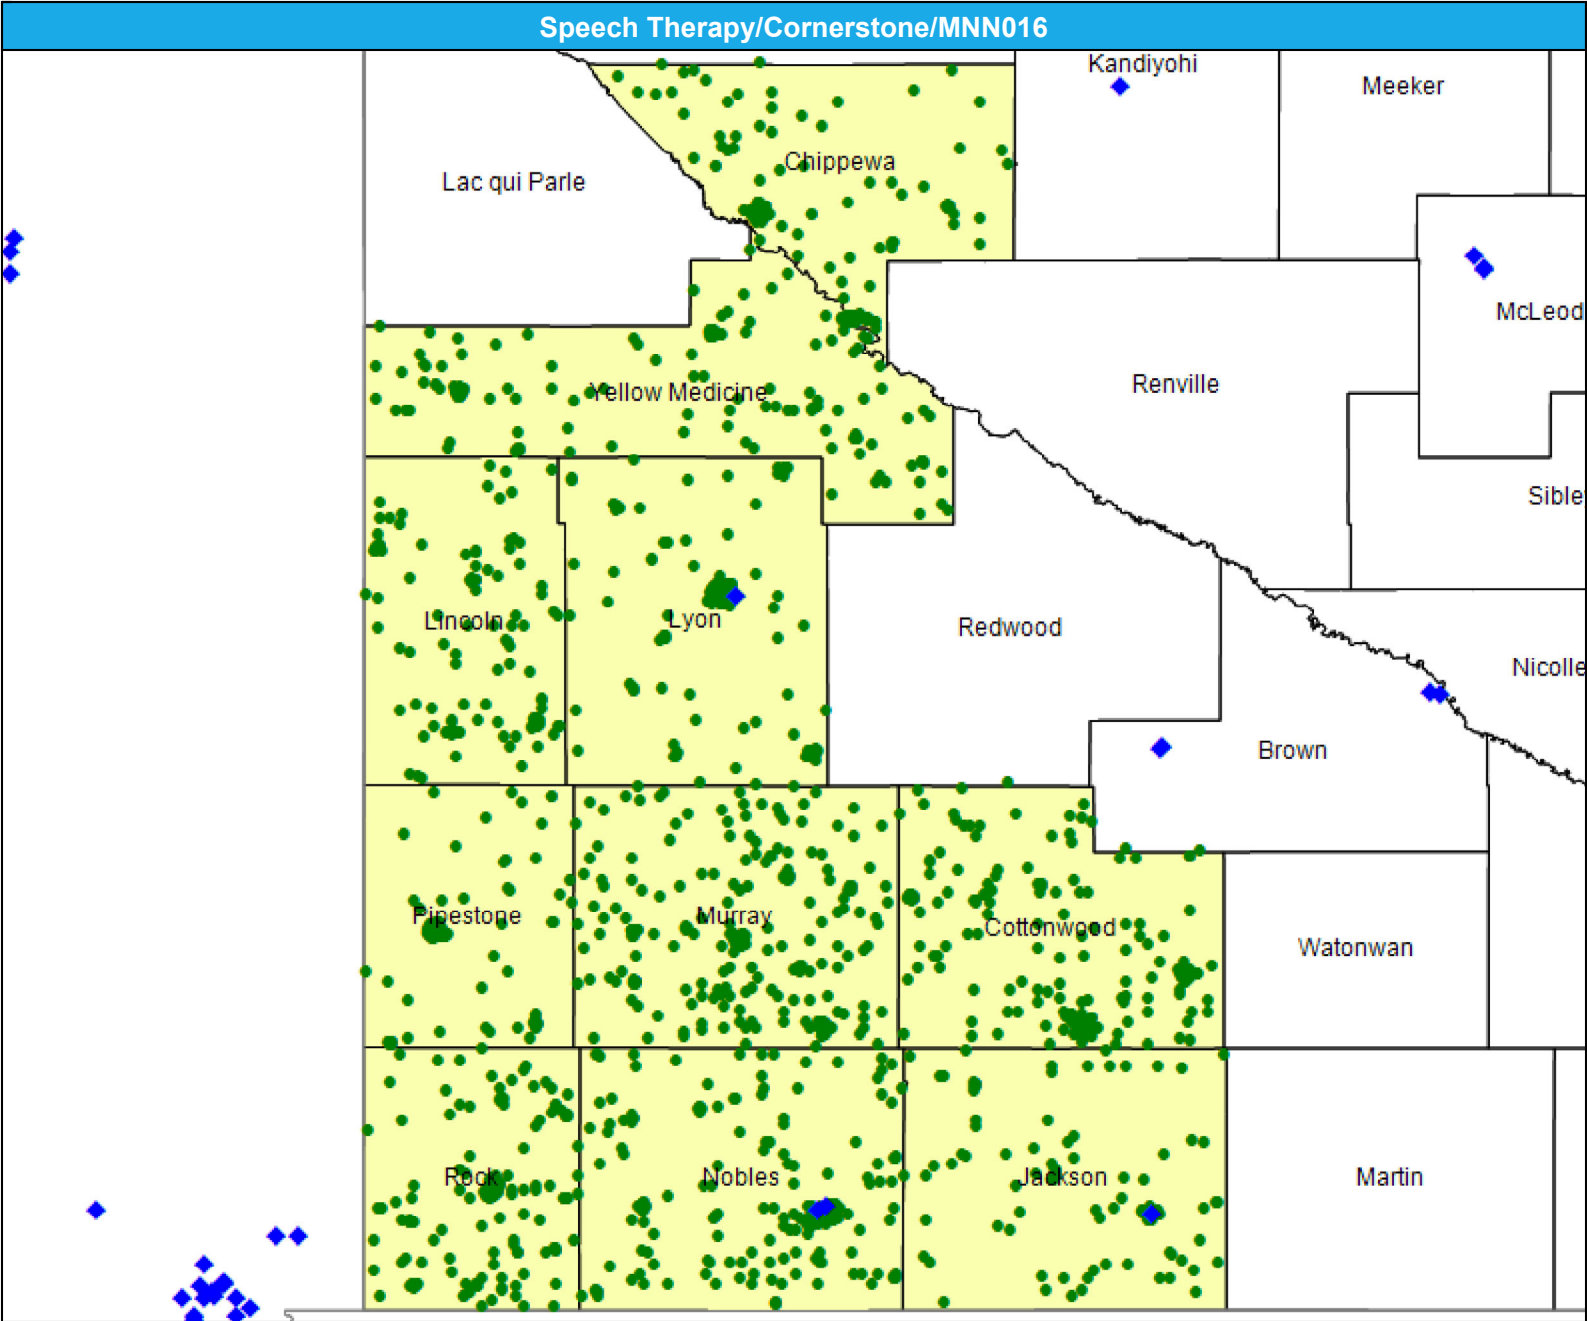 Speech Therapy/Cornerstone/MNN016
Kandiyohi
Meeker
Chippewa
Lac qui Parle
McLeod
Renville
Yellow Medicine
Sible
Lincoln
Lyon
Redwood
Nicolle
Brown
Pipestone
Murray
Cottonwood
Watonwan
Rock
Nobles
Jackson
Martin